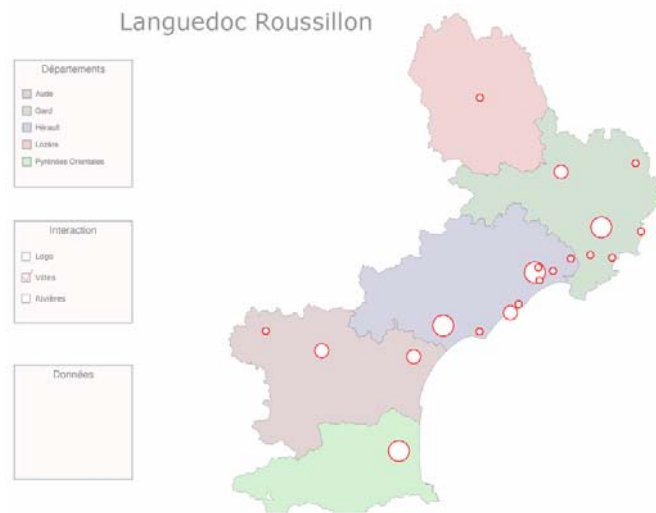 Languedoc Roussillon
Départements
Aude
Gard
Hérault
Lozère
Pyrénées Orientales
Interaction
Logo
Villes
Rivières
Données